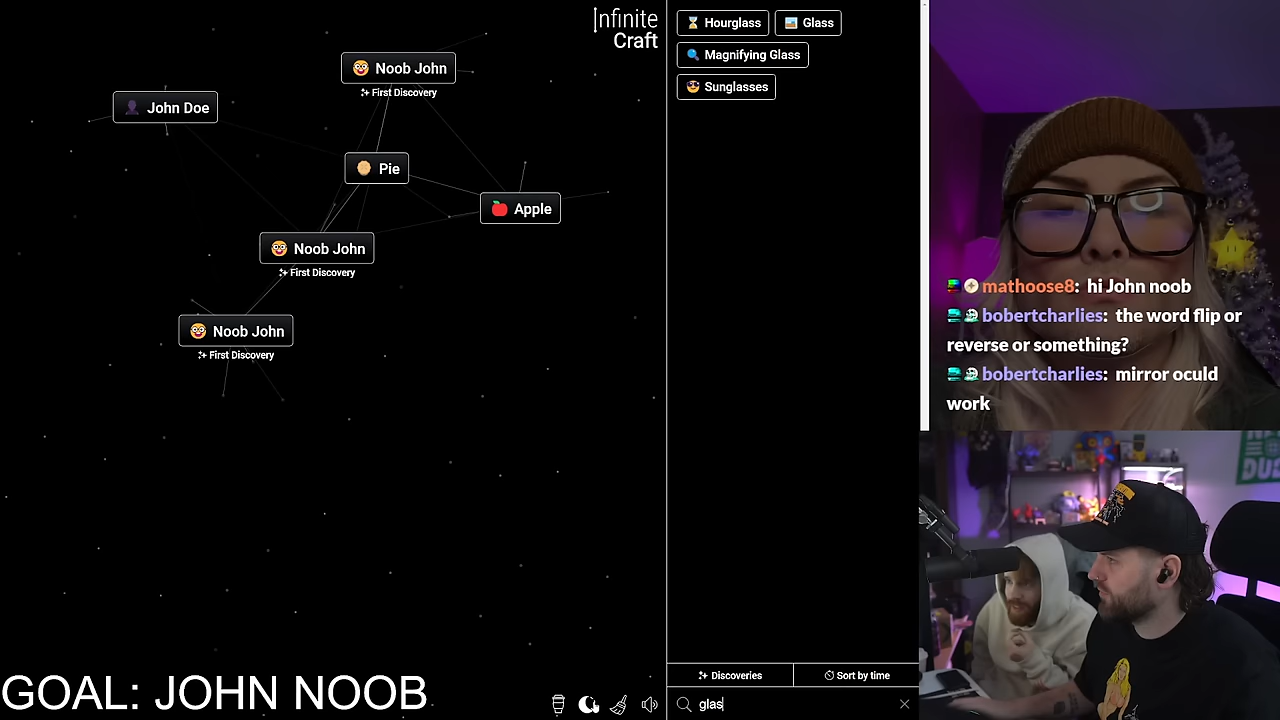 Infinite
Craft
Noob John
First Discovery
John Doe
Pie
Apple
Noob John
First Discovery
Noob John
First Discovery
GOAL: JOHN NOOB
Hourglass
Glass
Magnifying Glass
Sunglasses
Discoveries
Sort by time
glas
mathoose8: hi John noob
bobertcharlies: the word flip or
reverse or something?
bobertcharlies: mirror oculd
work